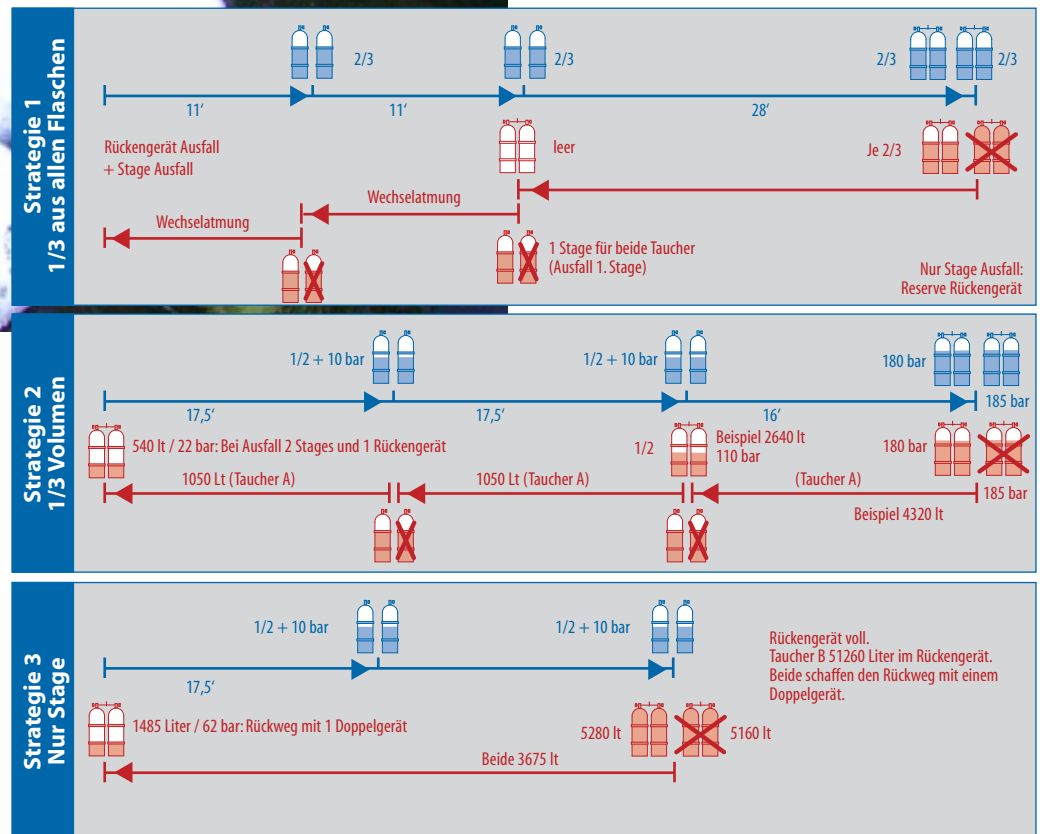 Strategie 1
1/3 aus allen Flaschen
2/3
2/3
2/3
2/3
11‘
11‘
28‘
Rückengerät Ausfall
+ Stage Ausfall
leer
Je 2/3
Wechselatmung
Wechselatmung
1 Stage für beide Taucher
(Ausfall 1. Stage)
Nur Stage Ausfall:
Reserve Rückengerät
Strategie 2
1/3 Volumen
1/2 + 10 bar
1/2 + 10 bar
180 bar
185 bar
17,5‘
17,5‘
16‘
540 lt / 22 bar: Bei Ausfall 2 Stages und 1 Rückengerät
1/2
Beispiel 2640 lt
110 bar
180 bar
185 bar
1050 Lt (Taucher A)
1050 Lt (Taucher A)
(Taucher A)
Beispiel 4320 lt
Strategie 3
Nur Stage
1/2 + 10 bar
1/2 + 10 bar
17,5‘
Rückengerät voll.
Taucher B 51260 Liter im Rückengerät.
Beide schaffen den Rückweg mit einem
Doppelgerät.
1485 Liter / 62 bar: Rückweg mit 1 Doppelgerät
5280 lt
5160 lt
Beide 3675 lt